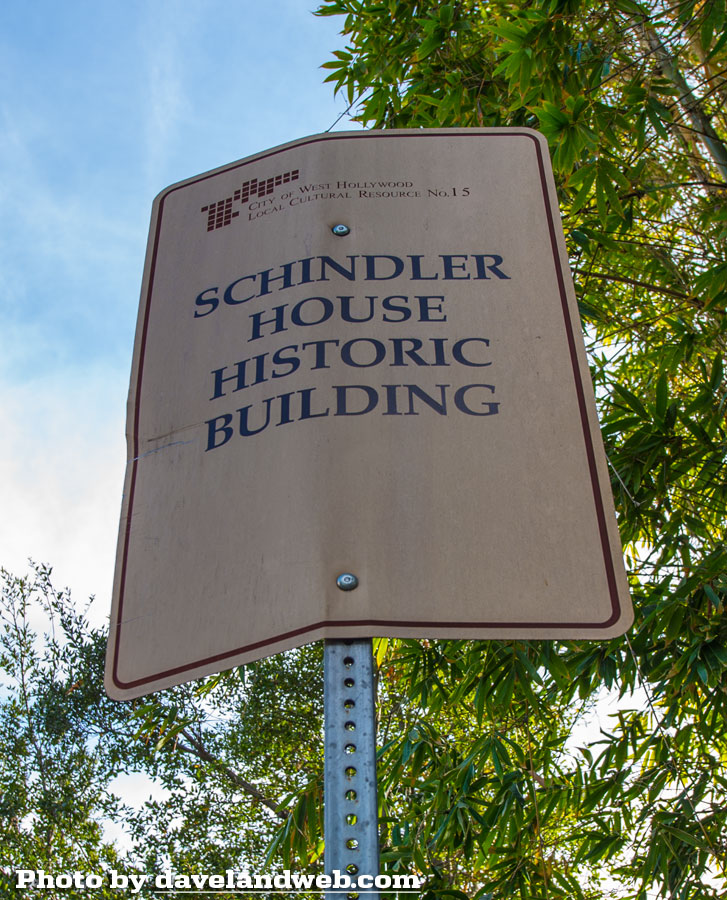 City of West Hollywood
Local Cultural Resource No.15
SCHINDLER
HOUSE
HISTORIC
BUILDING
Photo by davelandweb.com